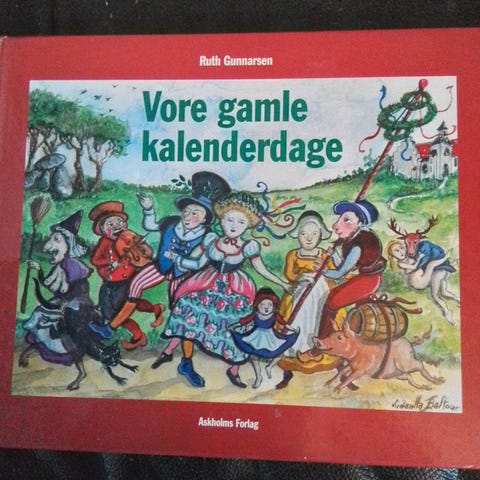 Ruth Gunnarsen
Vore gamle
kalenderdage
Askholms Forlag